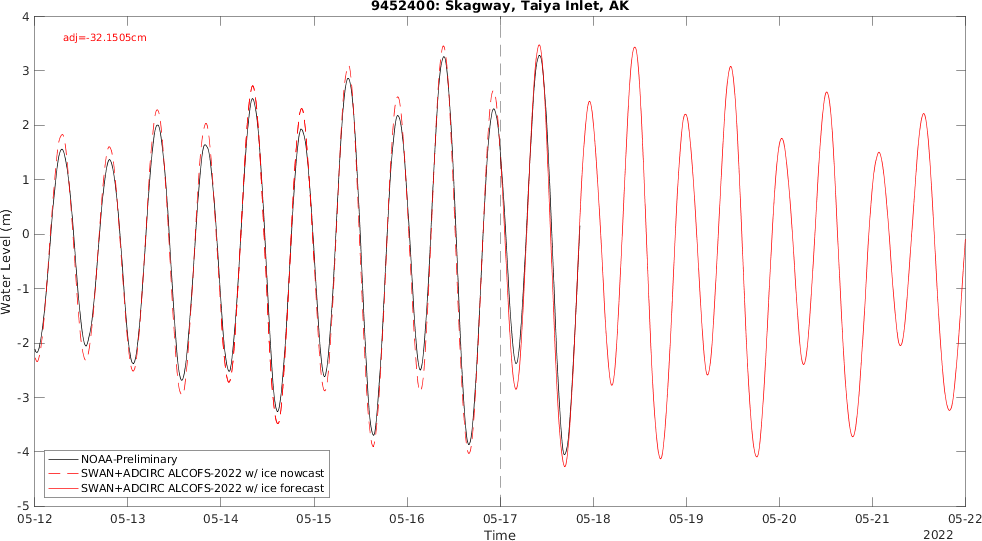 9452400: Skagway, Taiya Inlet, AK
adj=-32.1505cm
Water Level (m)
4
3
2
1
0
-1
-2
-3
-4
-5
NOAA-Preliminary
SWAN+ADCIRC ALCOFS-2022 w/ ice nowcast
SWAN+ADCIRC ALCOFS-2022 w/ ice forecast
05-12 05-13 05-14 05-15 05-16 05-17 05-18 05-19 05-20 05-21 05-22
Time
2022